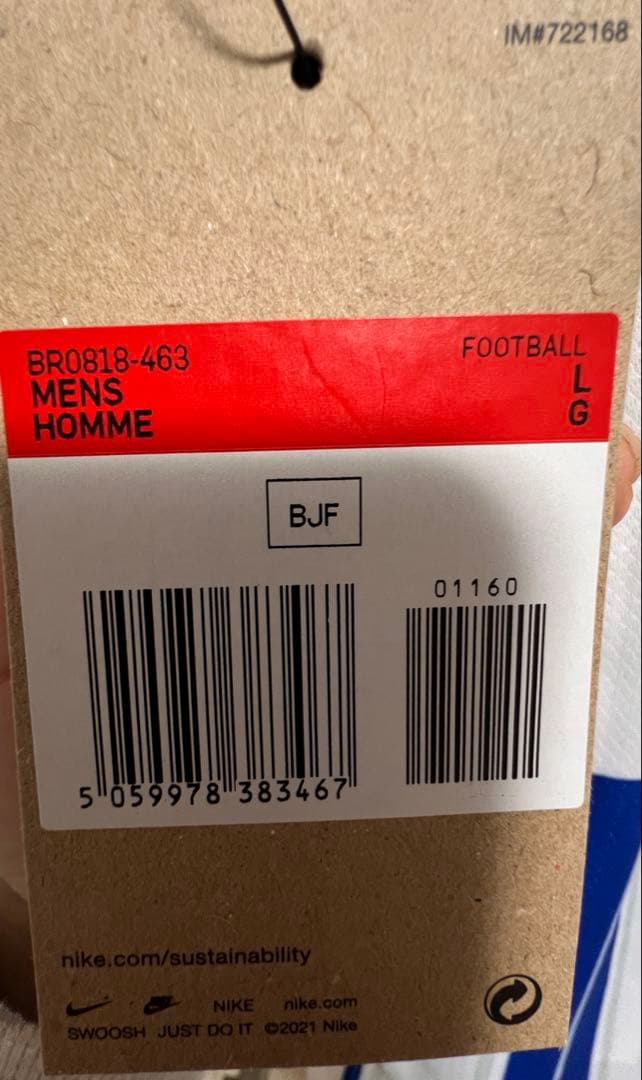 IM#722168
BR0818-463
FOOTBALL
MENS
L
HOMME
G
BJF
01160
5 059978 383467
nike.com/sustainability
NIKE nike.com
SWOOSH JUST DO IT ©2021 Nike